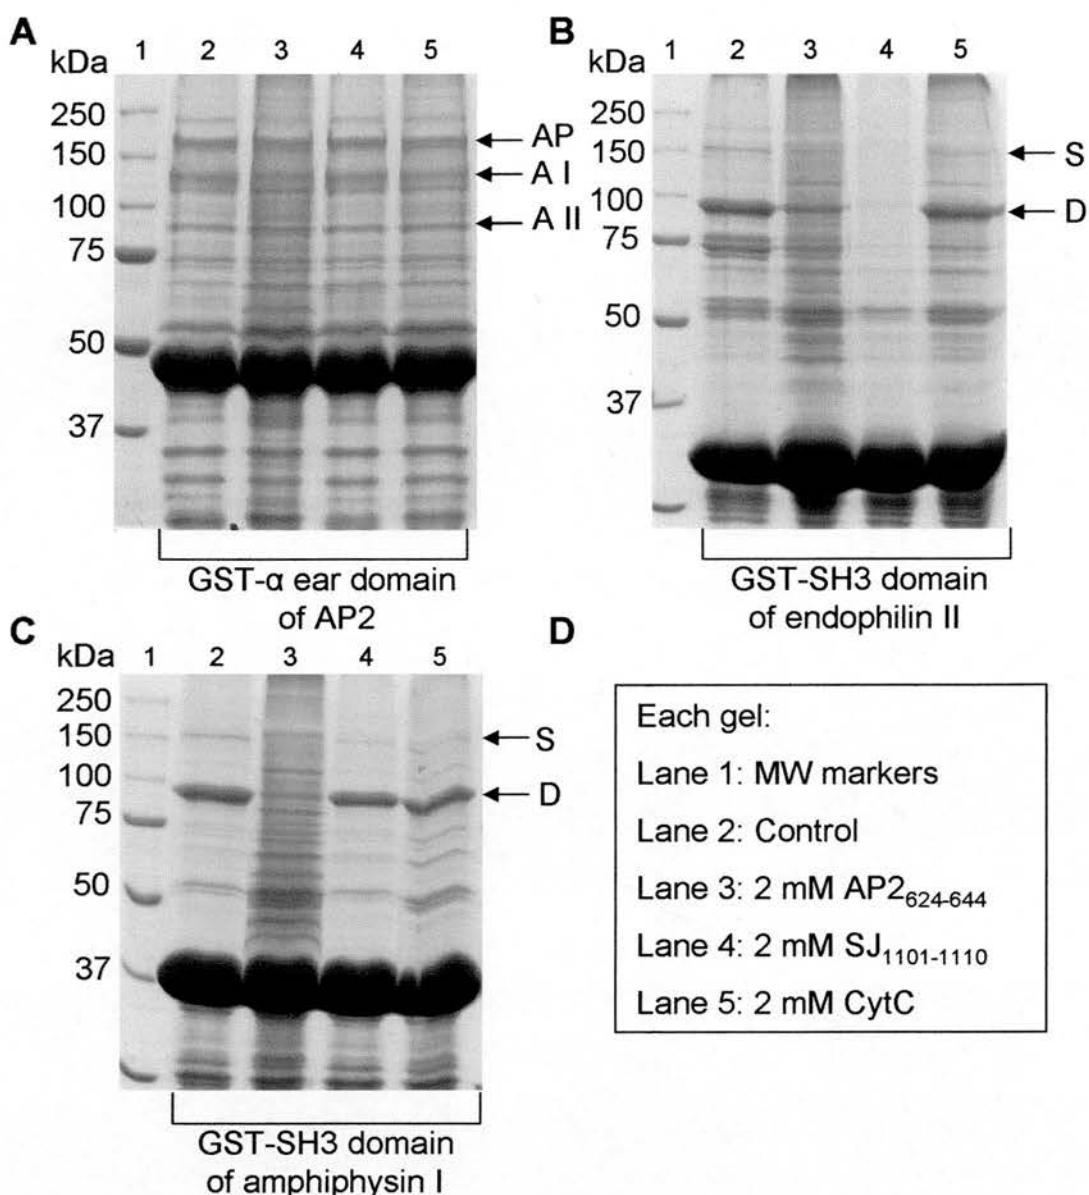 A
kDa 1 2 3 4 5
250
150
100
75
50
37
AP
A I
A II
GST-α ear domain
of AP2
B
kDa 1 2 3 4 5
250
150
100
75
50
37
S
D
GST-SH3 domain
of endophilin II
C
kDa 1 2 3 4 5
250
150
100
75
50
37
S
D
GST-SH3 domain
of amphiphysin I
D
Each gel:
Lane 1: MW markers
Lane 2: Control
Lane 3: 2 mM AP2624-644
Lane 4: 2 mM SJ1101-1110
Lane 5: 2 mM CytC